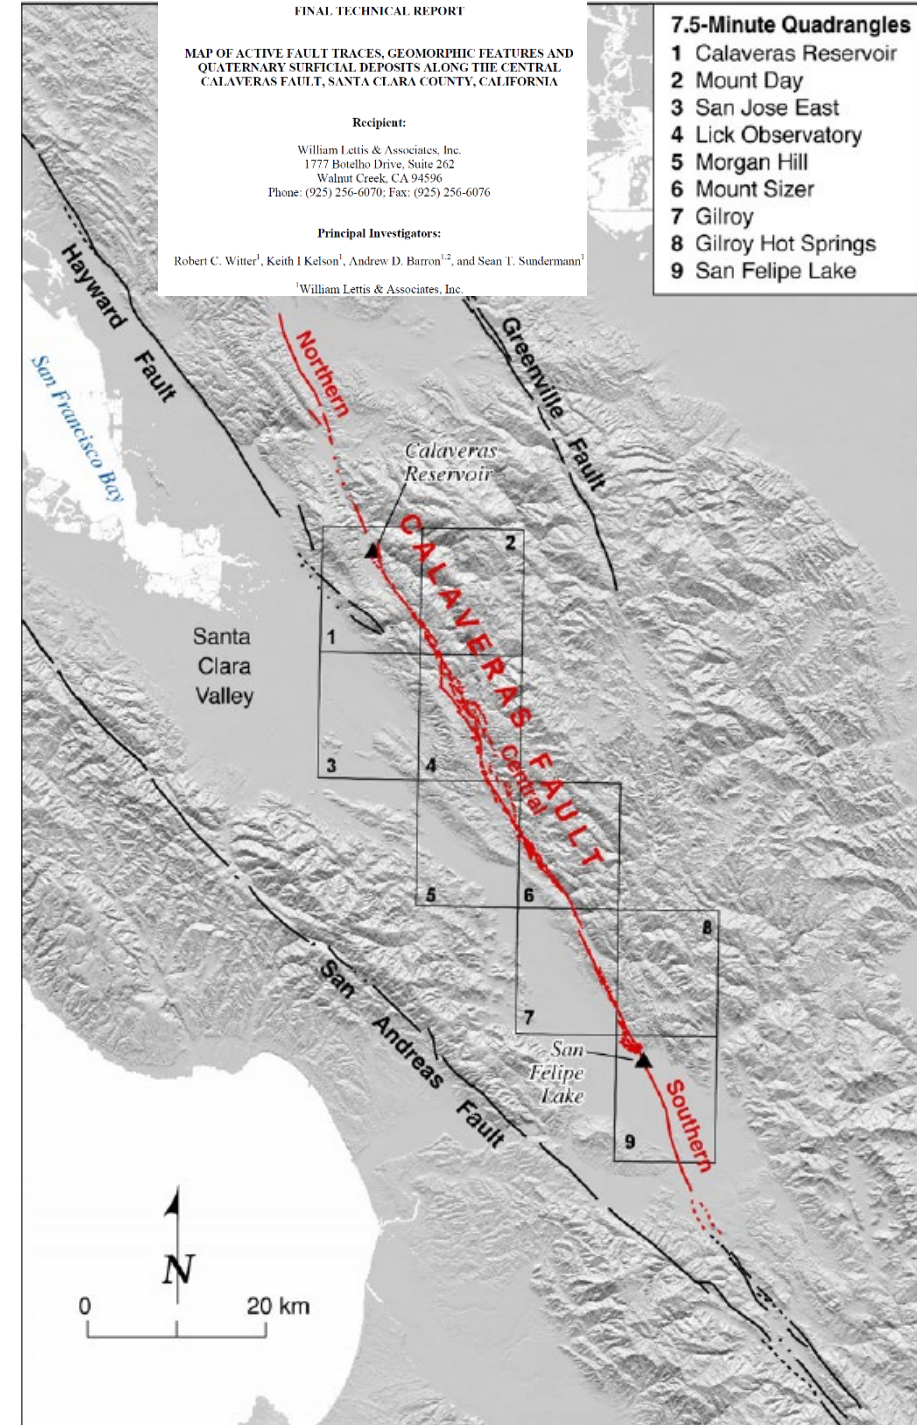 FINAL TECHNICAL REPORT
MAP OF ACTIVE FAULT TRACES, GEOMORPHIC FEATURES AND
QUATERNARY SURFICIAL DEPOSITS ALONG THE CENTRAL
CALAVERAS FAULT, SANTA CLARA COUNTY, CALIFORNIA
Recipient:
William Lettis & Associates, Inc.
1777 Botelho Drive, Suite 262
Walnut Creek, CA 94596
Phone: (925) 256-6070; Fax: (925) 256-6076
Principal Investigators:
Robert C. Witter1, Keith I Kelson1, Andrew D. Barron1,2, and Sean T. Sundermann1
1William Lettis & Associates, Inc.
7.5-Minute Quadrangles
1 Calaveras Reservoir
2 Mount Day
3 San Jose East
4 Lick Observatory
5 Morgan Hill
6 Mount Sizer
7 Gilroy
8 Gilroy Hot Springs
9 San Felipe Lake
Hayward Fault
San Francisco Bay
Northern
Greenville Fault
Calaveras
Reservoir
CALAVERAS FAULT
Central
2
1
Santa
Clara
Valley
3
4
5
6
8
7
San Andreas Fault
San
Felipe
Lake
Southern
9
N
0 20 km